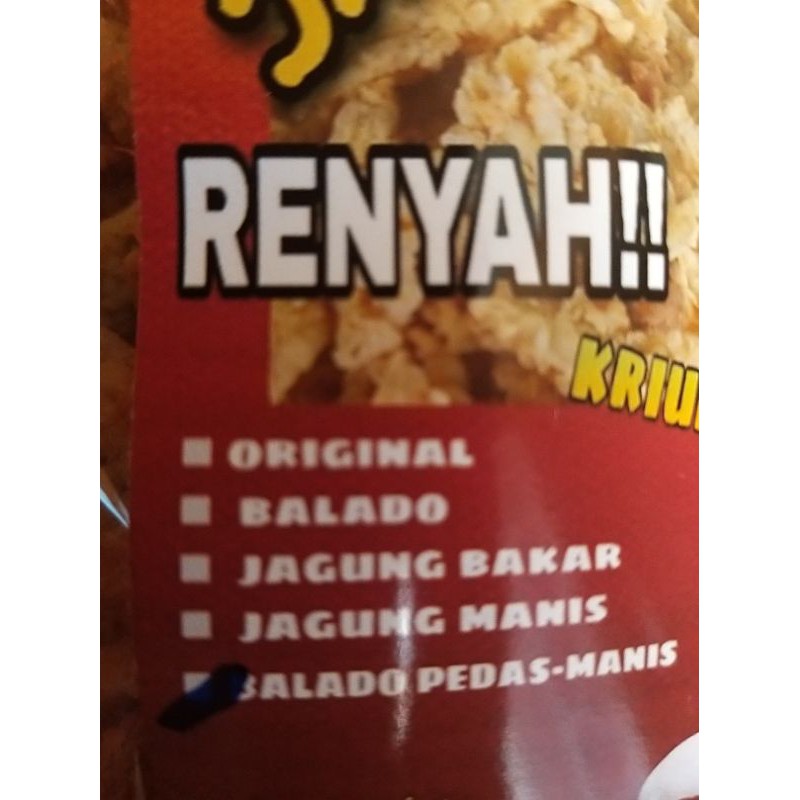 RENYAH!!
ORIGINAL
BALADO
JAGUNG BAKAR
JAGUNG MANIS
BALADO PEDAS-MANIS